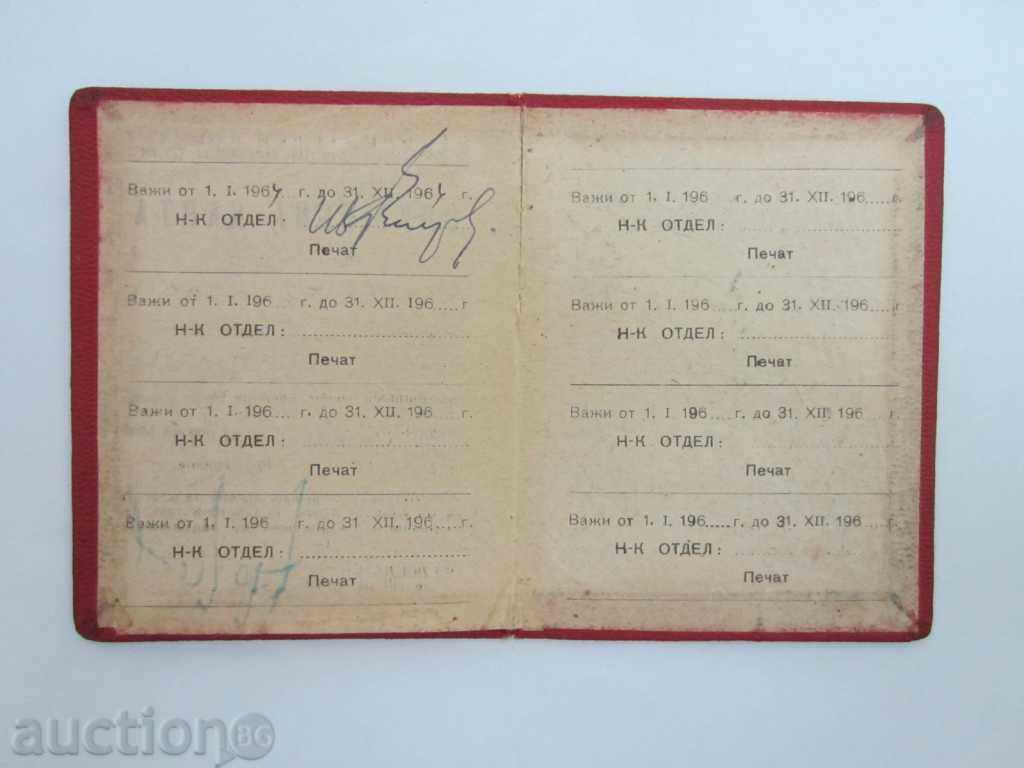 Важи от 1. I. 1964 г. до 31. XII. 1964 г.
Н-К ОТДЕЛ:
Печат
Важи от 1. I. 196.... г. до 31. XII. 196..... г.
Н-К ОТДЕЛ:
Печат
Важи от 1. I. 196.... г. до 31. XII. 196..... г.
Н-К ОТДЕЛ:
Печат
Важи от 1. I. 196.... г. до 31 XII. 196..... г.
Н-К ОТДЕЛ:
Печат
Важи от 1. I. 196..... г. до 31. XII. 196..... г.
Н-К ОТДЕЛ:
Печат
Важи от 1. I. 196..... г. до 31. XII. 196..... г.
Н-К ОТДЕЛ:
Печат
Важи от 1. I. 196..... г. до 31. XII. 196..... г.
Н-К ОТДЕЛ:
Печат
Важи от 1. I. 196..... г. до 31. XII. 196..... г.
Н-К ОТДЕЛ:
Печат
auction BG